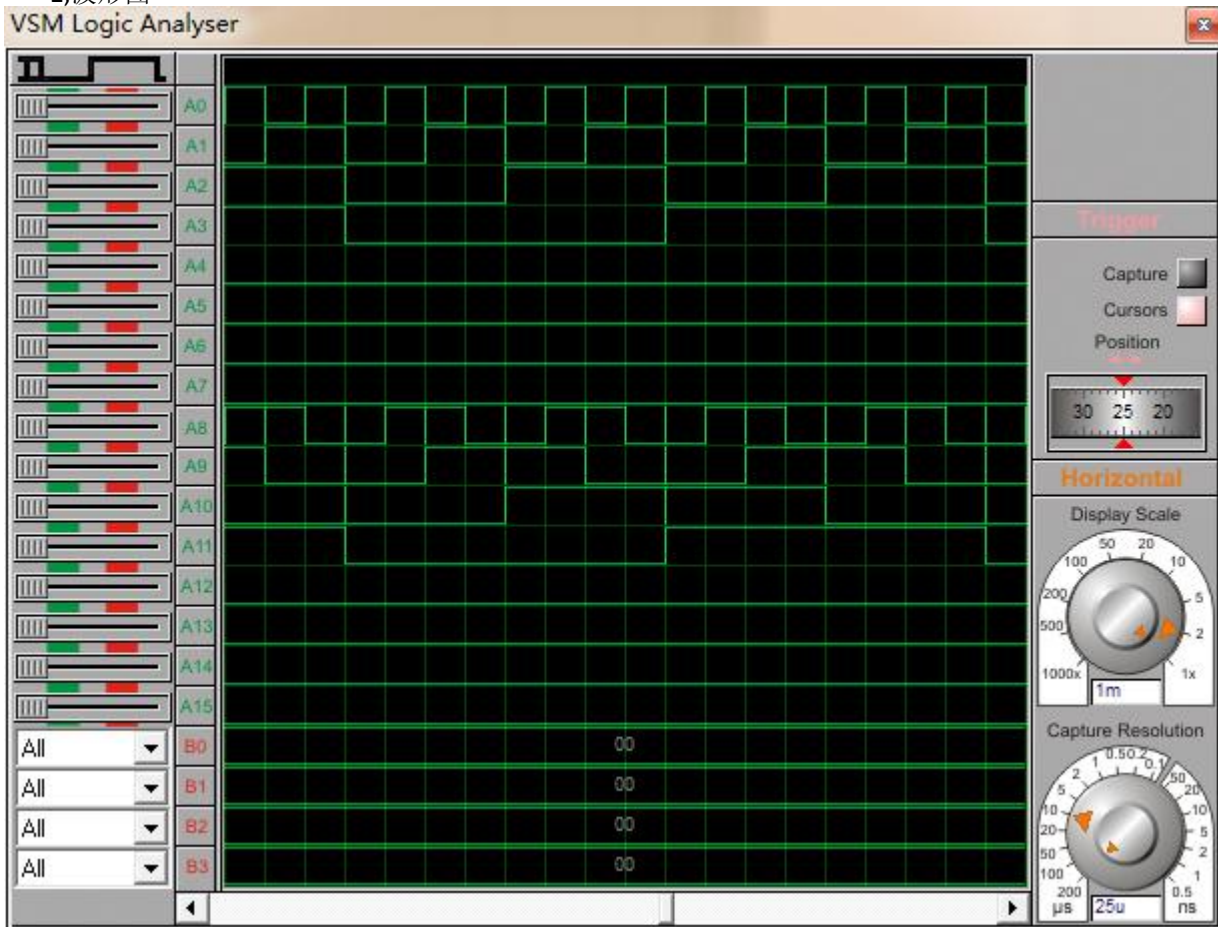 VSM Logic Analyser
A0
A1
A2
A3
Trigger
A4
Capture
A5
Cursors
A6
Position
A7
30 25 20
A8
A9
Horizontal
A10
Display Scale
A11
50 20
100 10
A12
200 5
A13
500 2
A14
1000x 1x
1m
A15
Capture Resolution
All B0 00
All B1 00
All B2 00
All B3 00
1 0.5 0.2 0.1 50
2 20
5 10
10 5
20 2
50 1
100 0.5
200 ns
µs 25u